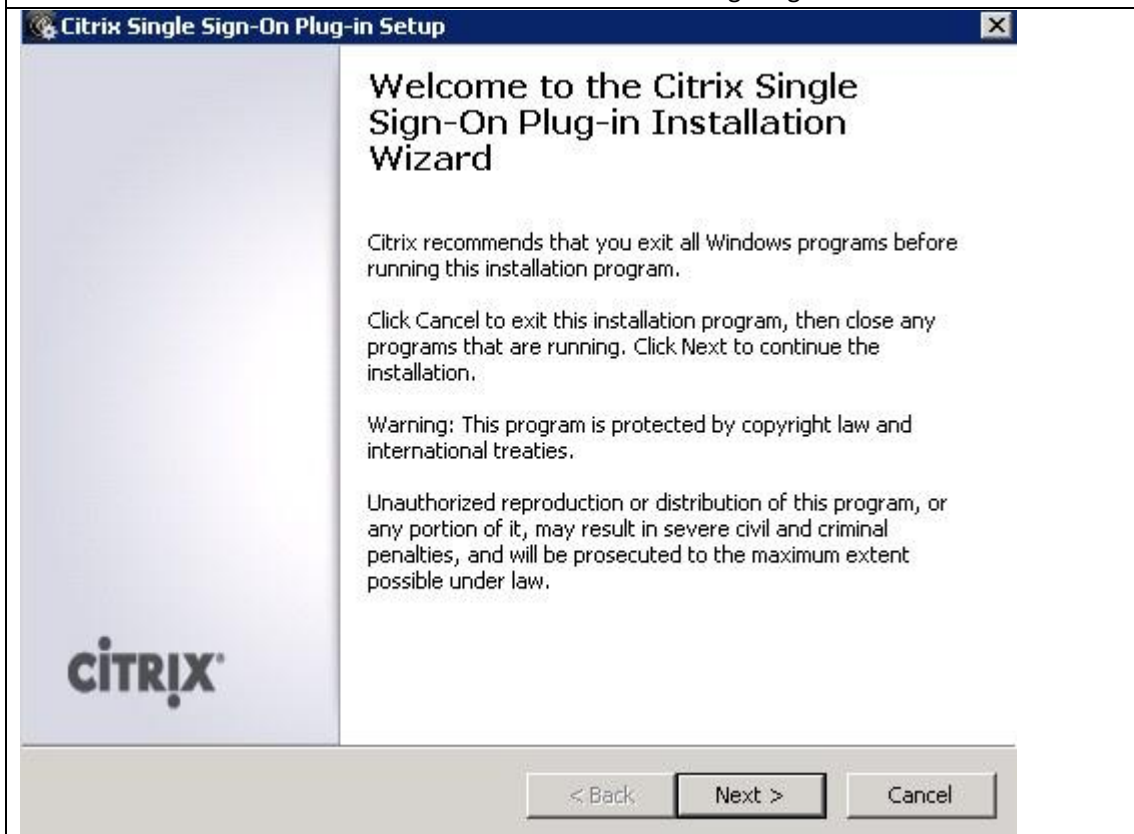 Citrix Single Sign-On Plug-in Setup
Welcome to the Citrix Single
Sign-On Plug-in Installation
Wizard
Citrix recommends that you exit all Windows programs before
running this installation program.
Click Cancel to exit this installation program, then close any
programs that are running. Click Next to continue the
installation.
Warning: This program is protected by copyright law and
international treaties.
Unauthorized reproduction or distribution of this program, or
any portion of it, may result in severe civil and criminal
penalties, and will be prosecuted to the maximum extent
possible under law.
CİTRIX
< Back Next > Cancel